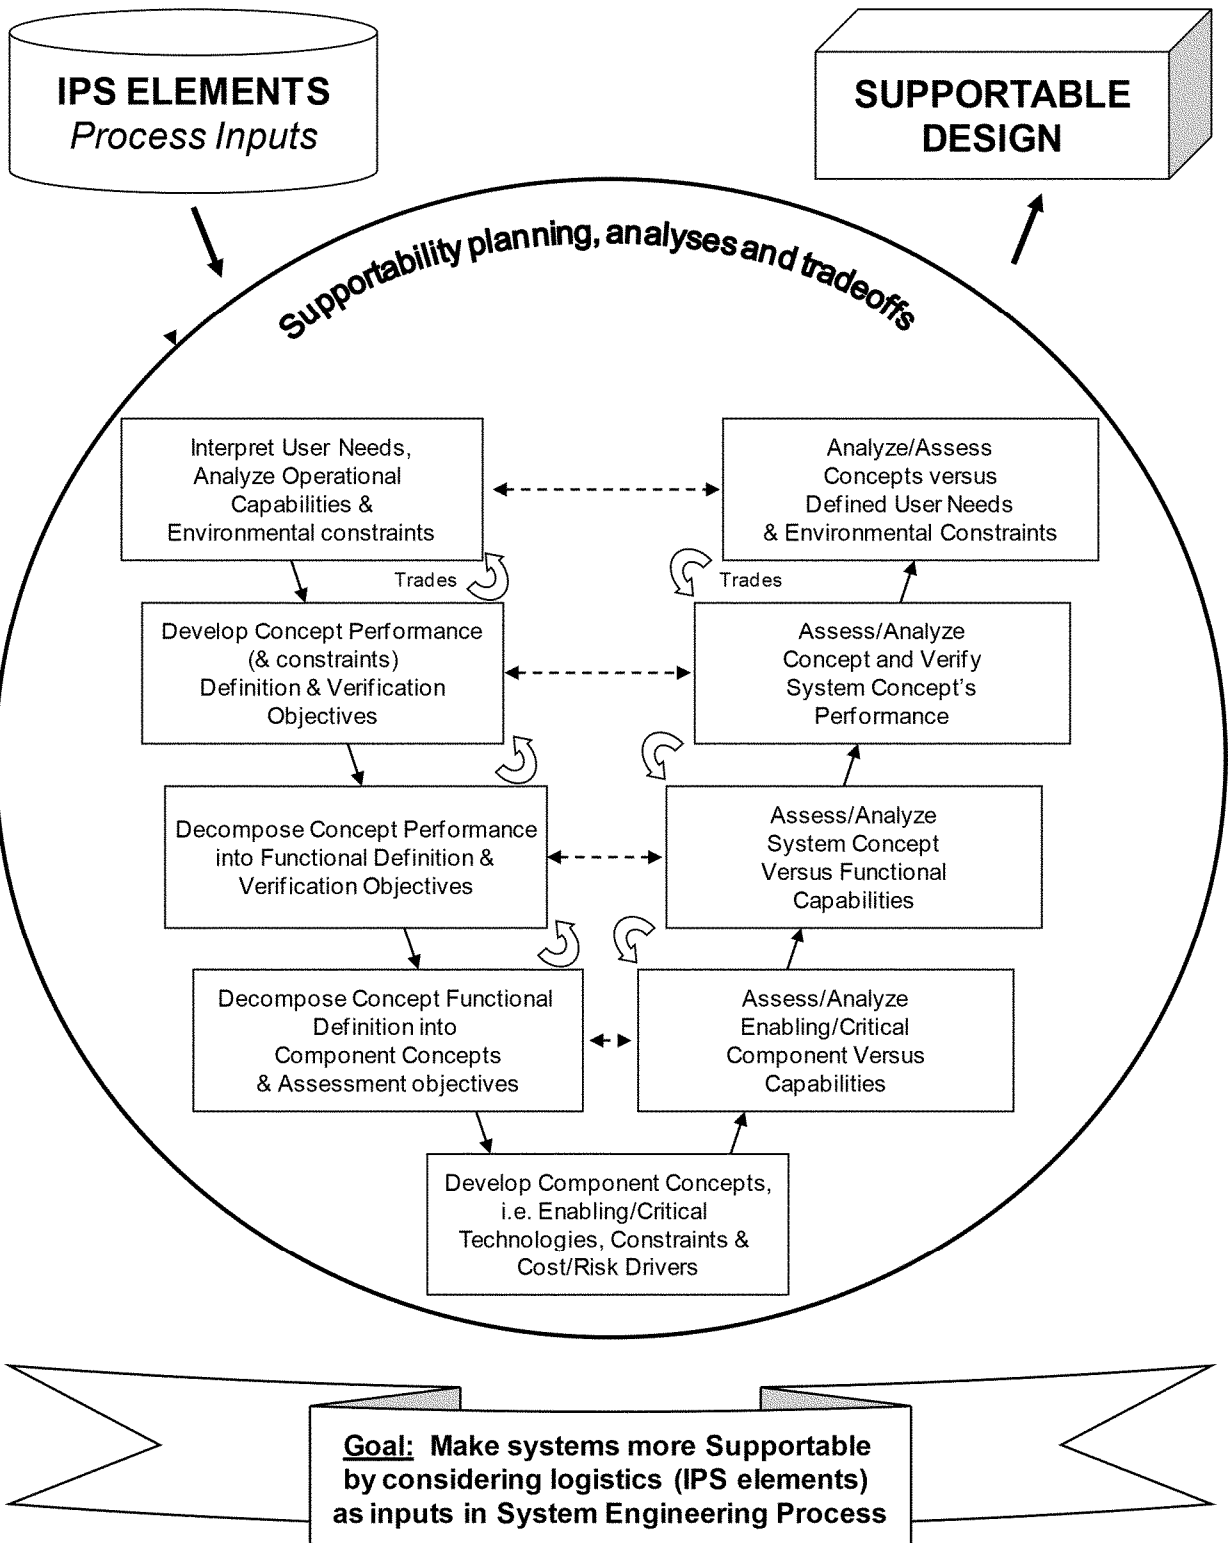 IPS ELEMENTS
Process Inputs
SUPPORTABLE
DESIGN
Supportability planning, analyses and tradeoffs
Interpret User Needs,
Analyze Operational
Capabilities &
Environmental constraints
Analyze/Assess
Concepts versus
Defined User Needs
& Environmental Constraints
Trades
Trades
Develop Concept Performance
(& constraints)
Definition & Verification
Objectives
Assess/Analyze
Concept and Verify
System Concept's
Performance
Decompose Concept Performance
into Functional Definition &
Verification Objectives
Assess/Analyze
System Concept
Versus Functional
Capabilities
Decompose Concept Functional
Definition into
Component Concepts
& Assessment objectives
Assess/Analyze
Enabling/Critical
Component Versus
Capabilities
Develop Component Concepts,
i.e. Enabling/Critical
Technologies, Constraints &
Cost/Risk Drivers
Goal: Make systems more Supportable
by considering logistics (IPS elements)
as inputs in System Engineering Process